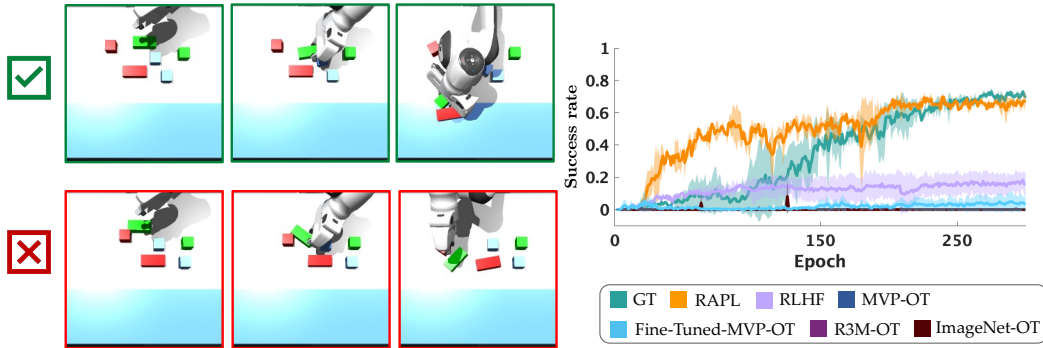 1
0.8
0.6
0.4
0.2
0
Success rate
0 150 250
Epoch
GT RAPL RLHF MVP-OT
Fine-Tuned-MVP-OT R3M-OT ImageNet-OT